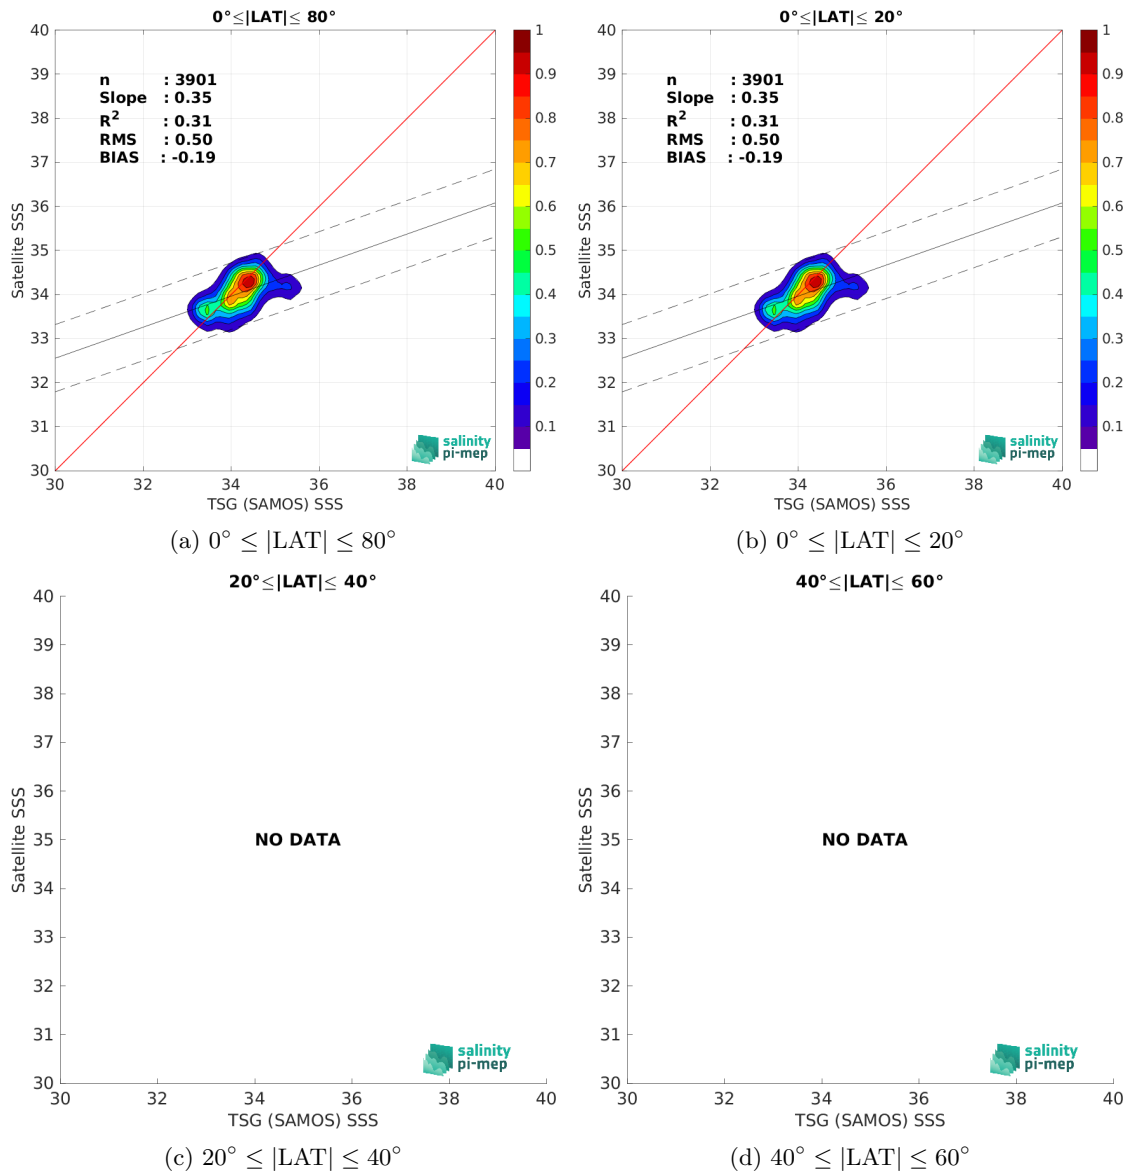 0°≤|LAT|≤ 80°
40
39
38
37
36
35
34
33
32
31
30
Satellite SSS
n : 3901
Slope : 0.35
R² : 0.31
RMS : 0.50
BIAS : -0.19
1
0.9
0.8
0.7
0.6
0.5
0.4
0.3
0.2
0.1
salinity
pi-mep
30 32 34 36 38 40
TSG (SAMOS) SSS
(a) 0° ≤ |LAT| ≤ 80°
0°≤|LAT|≤ 20°
40
39
38
37
36
35
34
33
32
31
30
Satellite SSS
n : 3901
Slope : 0.35
R² : 0.31
RMS : 0.50
BIAS : -0.19
1
0.9
0.8
0.7
0.6
0.5
0.4
0.3
0.2
0.1
salinity
pi-mep
30 32 34 36 38 40
TSG (SAMOS) SSS
(b) 0° ≤ |LAT| ≤ 20°
20°≤|LAT|≤ 40°
40
39
38
37
36
35
34
33
32
31
30
Satellite SSS
NO DATA
salinity
pi-mep
30 32 34 36 38 40
TSG (SAMOS) SSS
(c) 20° ≤ |LAT| ≤ 40°
40°≤|LAT|≤ 60°
40
39
38
37
36
35
34
33
32
31
30
Satellite SSS
NO DATA
salinity
pi-mep
30 32 34 36 38 40
TSG (SAMOS) SSS
(d) 40° ≤ |LAT| ≤ 60°